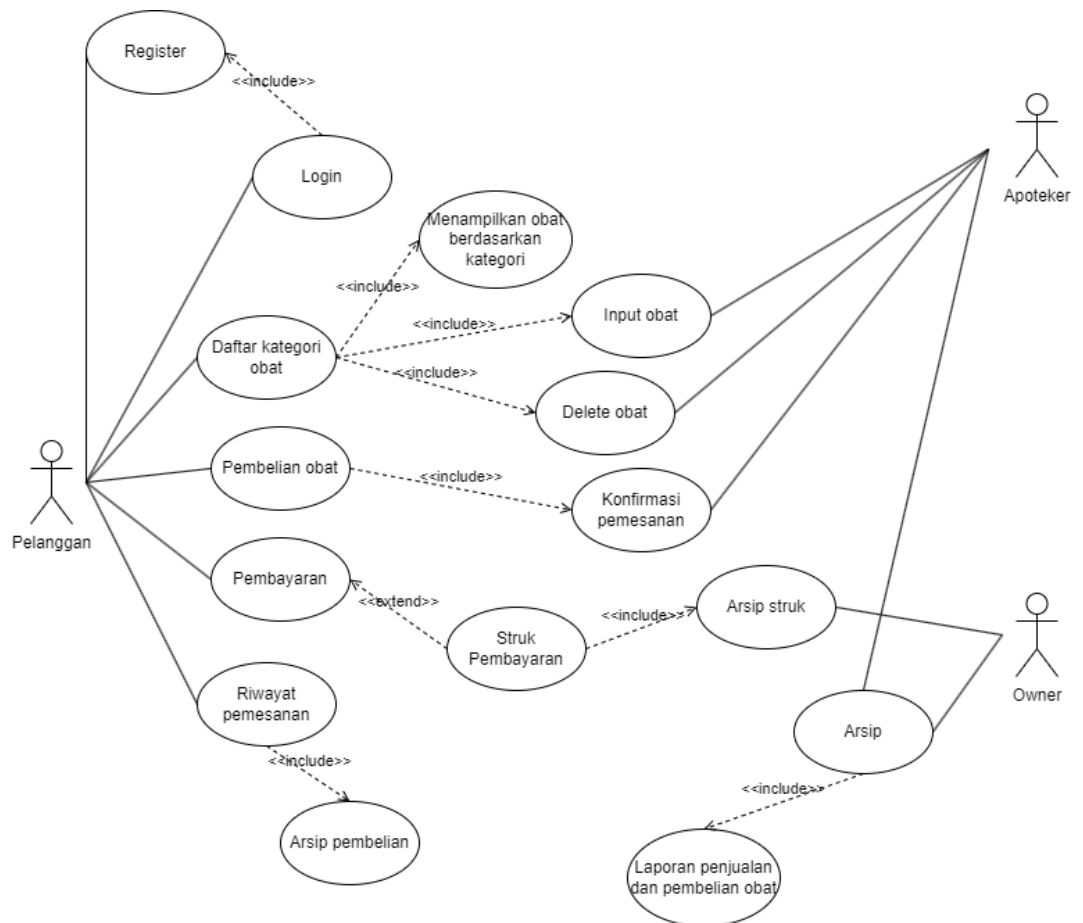 Register
<<include>>
Login
Apoteker
Menampilkan obat
berdasarkan
kategori
<<include>>
Input obat
<<include>>
Daftar kategori
obat
<<include>>
Delete obat
Pembelian obat
<<include>>
Konfirmasi
pemesanan
Pelanggan
Pembayaran
<<extend>>
Struk
Pembayaran
<<include>>
Arsip struk
Owner
Riwayat
pemesanan
<<include>>
Arsip
<<include>>
Arsip pembelian
Laporan penjualan
dan pembelian obat